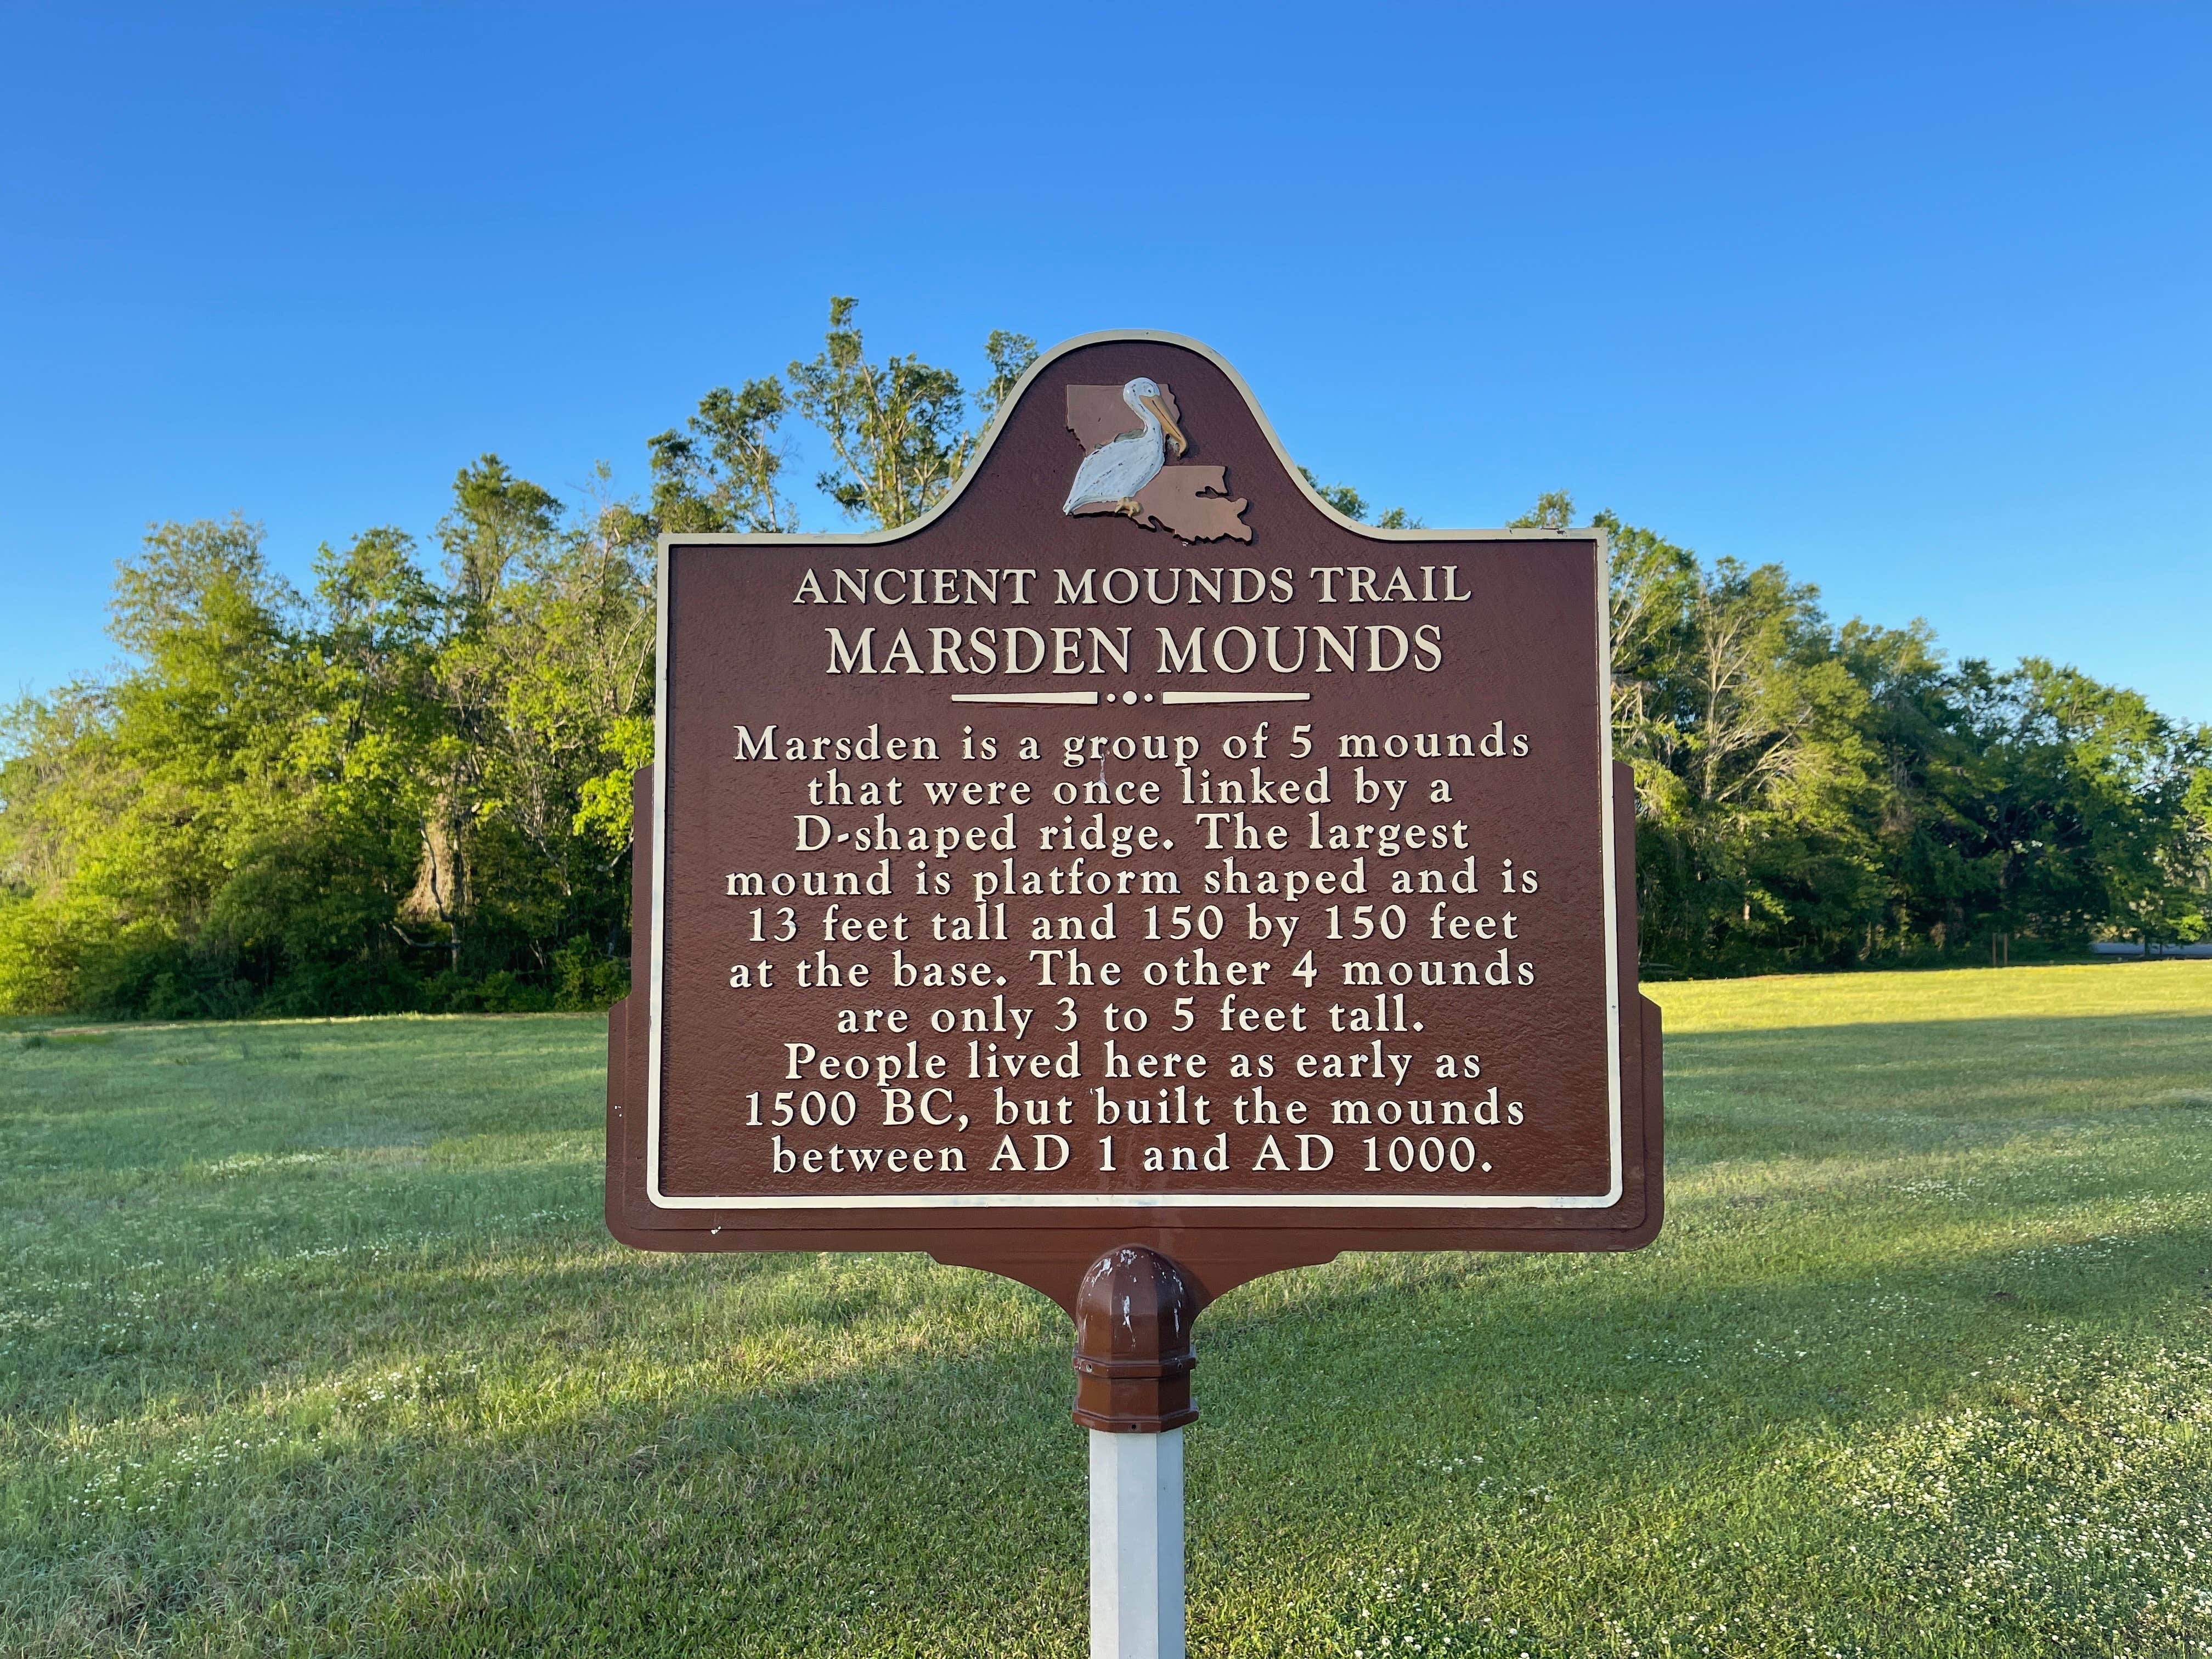 ANCIENT MOUNDS TRAIL
MARSDEN MOUNDS
Marsden is a group of 5 mounds
that were once linked by a
D-shaped ridge. The largest
mound is platform shaped and is
13 feet tall and 150 by 150 feet
at the base. The other 4 mounds
are only 3 to 5 feet tall.
People lived here as early as
1500 BC, but built the mounds
between AD 1 and AD 1000.